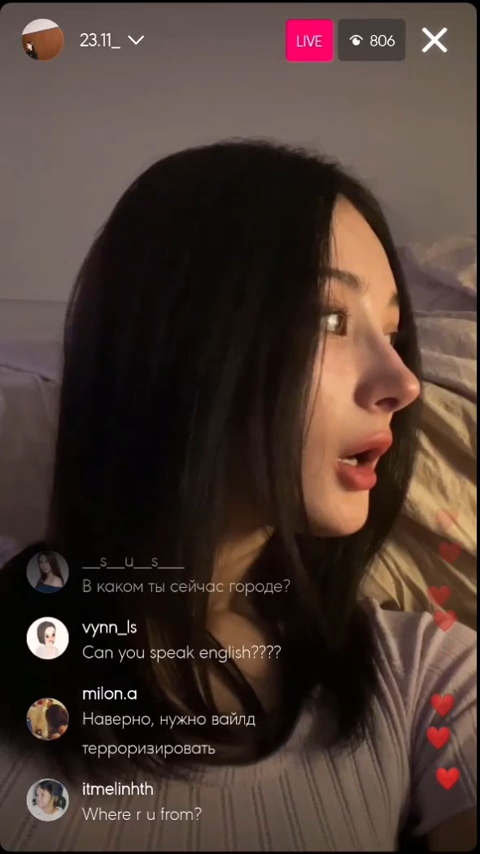 23.11_
LIVE
806
__s__u__s___
В каком ты сейчас городе?
vynn_ls
Can you speak english????
milon.a
Наверно, нужно вайлд
терроризировать
itmelinhth
Where r u from?